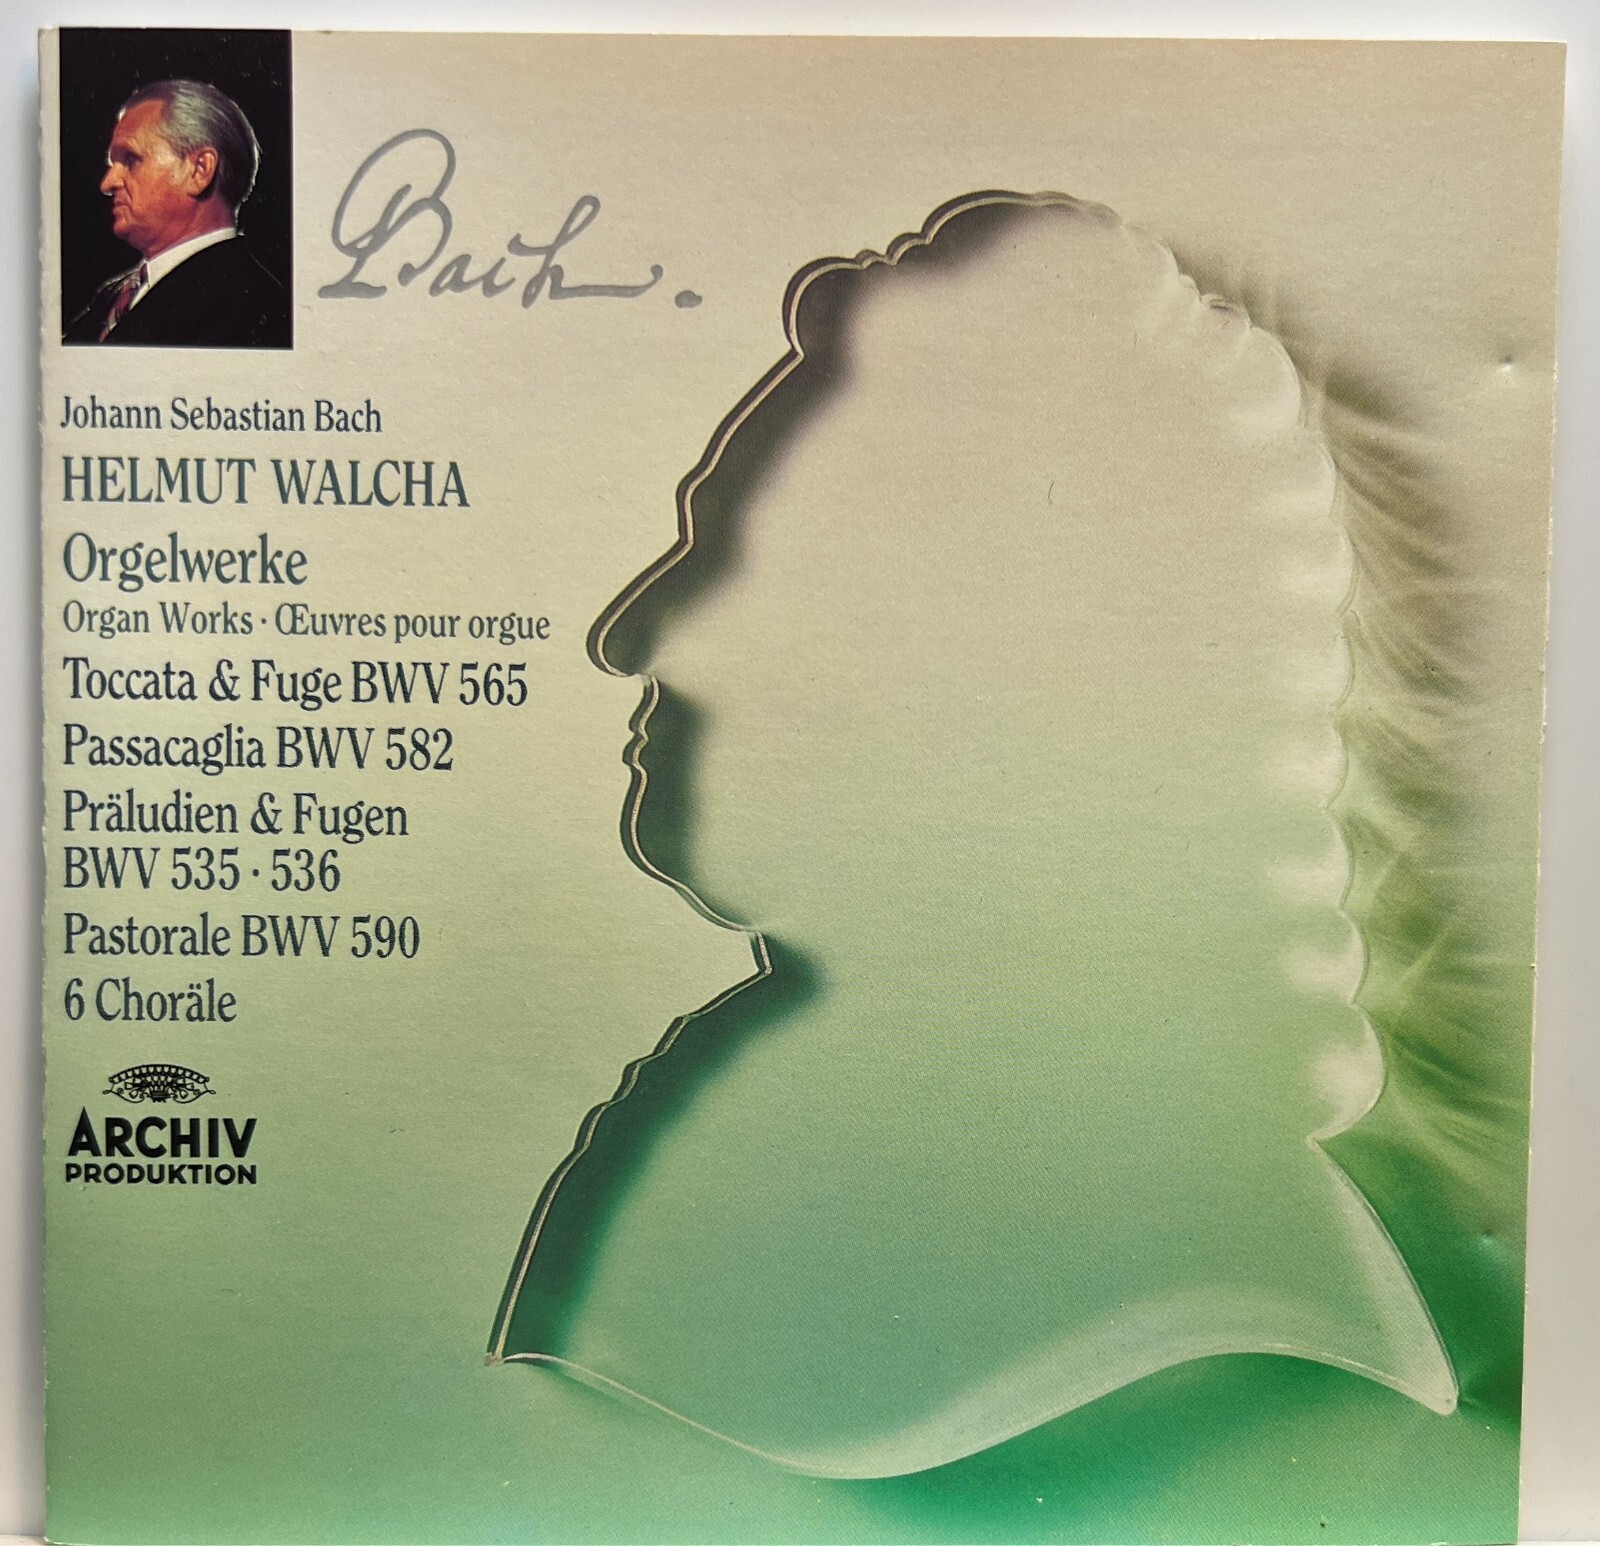 Bach.
Johann Sebastian Bach
HELMUT WALCHA
Orgelwerke
Organ Works · Œuvres pour orgue
Toccata & Fuge BWV 565
Passacaglia BWV 582
Präludien & Fugen
BWV 535 · 536
Pastorale BWV 590
6 Choräle
ARCHIV
PRODUKTION